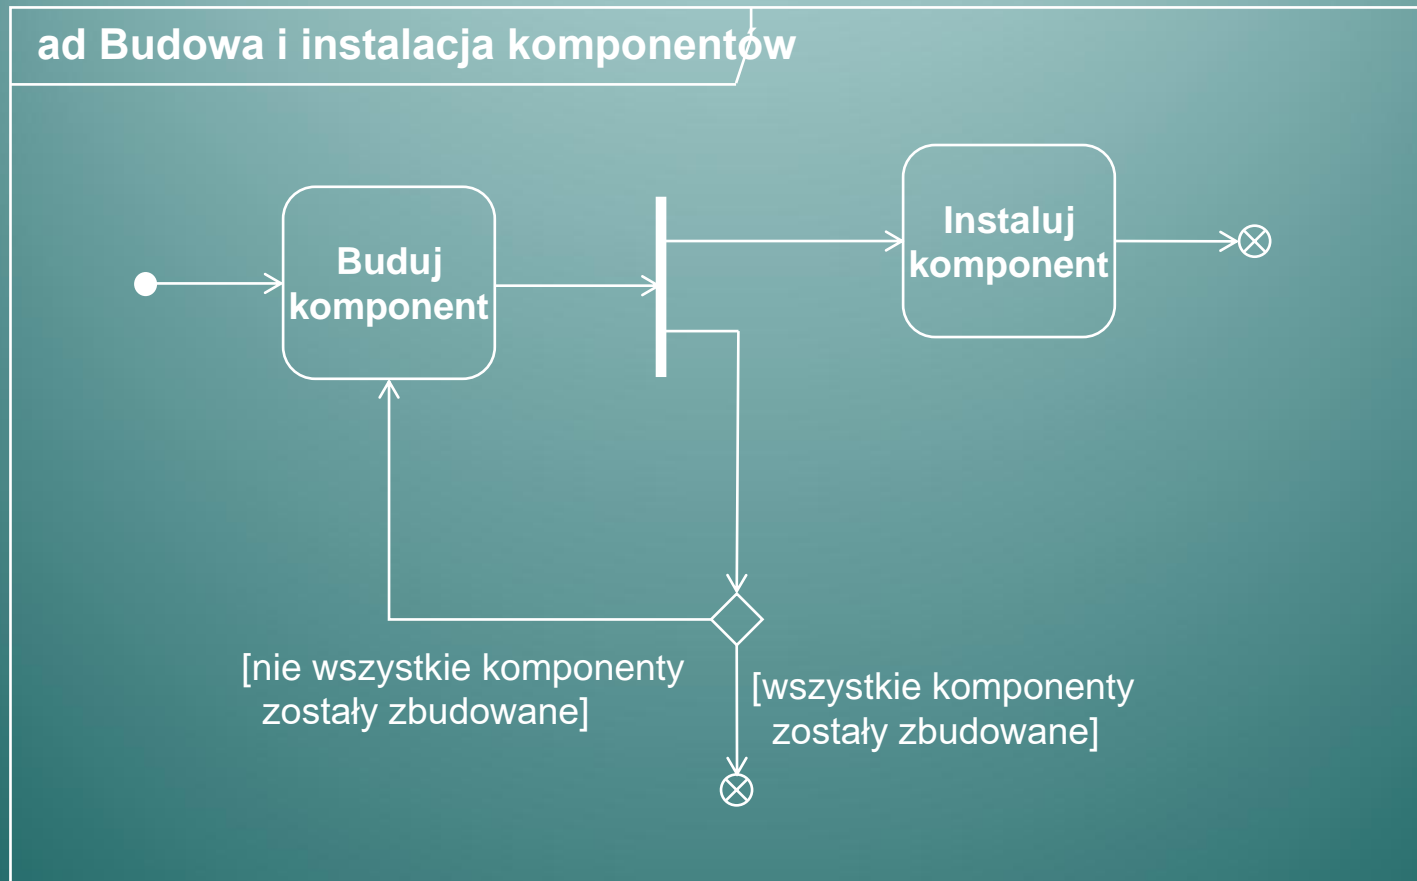 ad Budowa i instalacja komponentów
Buduj
komponent
Instaluj
komponent
[nie wszystkie komponenty
zostały zbudowane]
[wszystkie komponenty
zostały zbudowane]